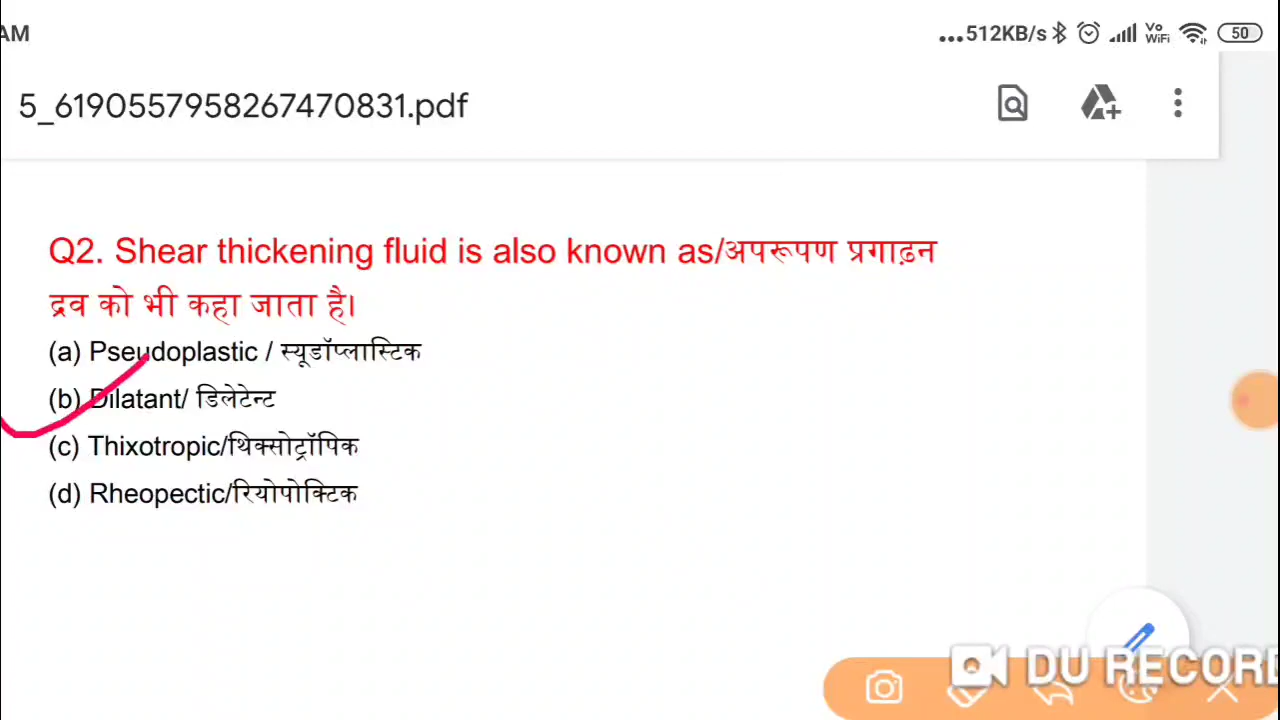 AM
...512KB/s Vo WiFi 50
5_6190557958267470831.pdf
Q2. Shear thickening fluid is also known as/अपरूपण प्रगाढ़न
द्रव को भी कहा जाता है।
(a) Pseudoplastic / स्यूडॉप्लास्टिक
(b) Dilatant/ डिलेटेन्ट
(c) Thixotropic/थिक्सोट्रॉपिक
(d) Rheopectic/रियोपोक्टिक
DU RECORD